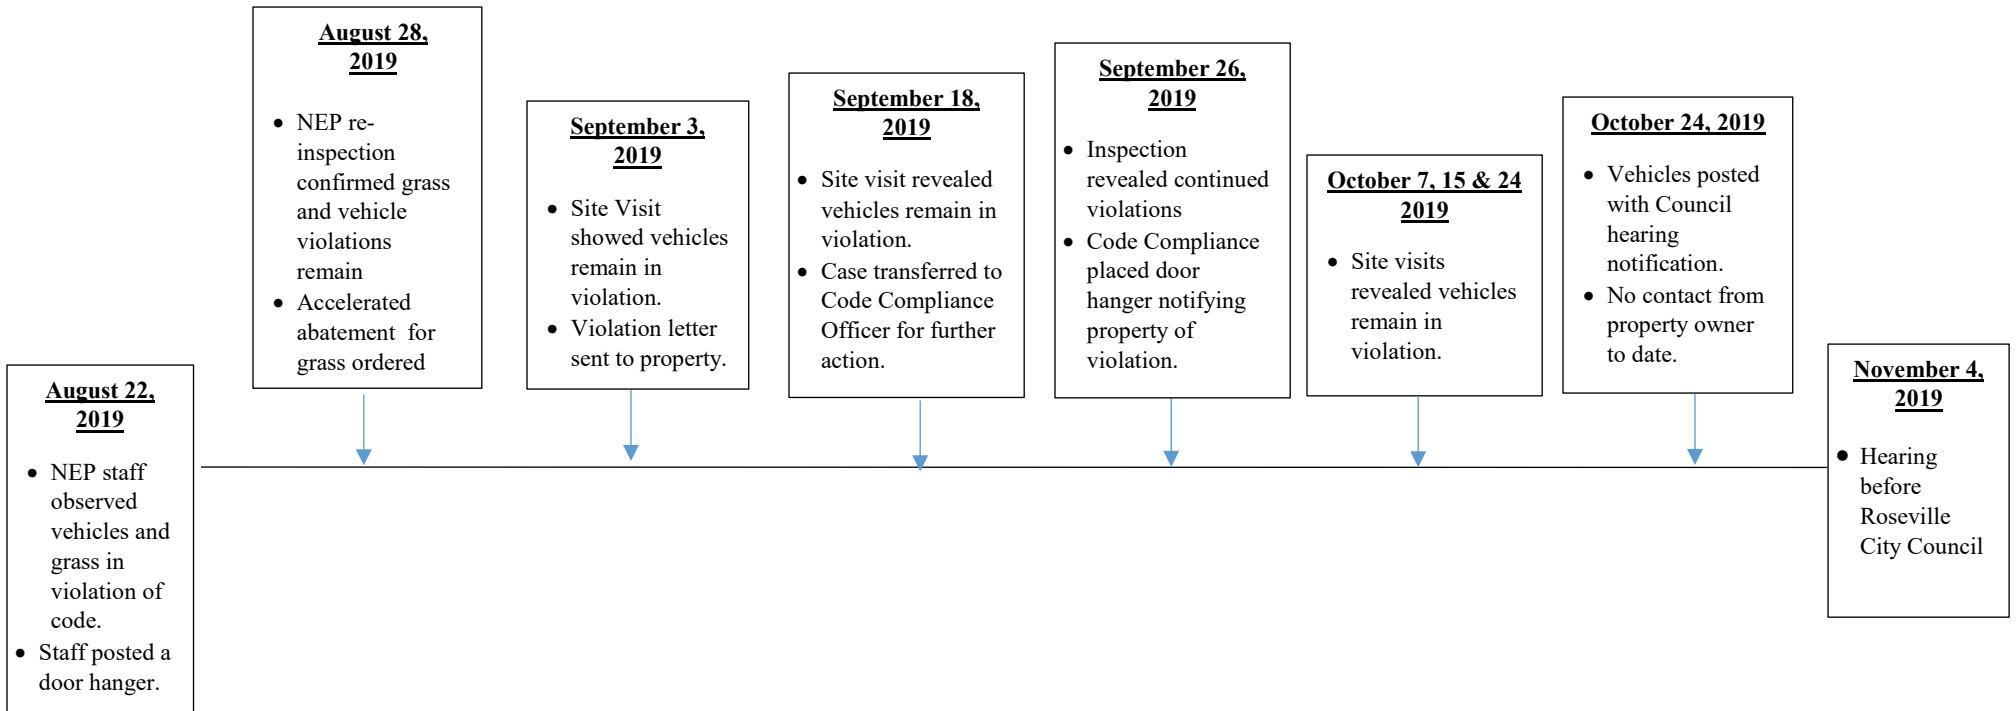 August 22,
2019
• NEP staff
observed
vehicles and
grass in
violation of
code.
• Staff posted a
door hanger.
August 28,
2019
• NEP re-
inspection
confirmed grass
and vehicle
violations
remain
• Accelerated
abatement for
grass ordered
September 3,
2019
• Site Visit
showed vehicles
remain in
violation.
• Violation letter
sent to property.
September 18,
2019
• Site visit revealed
vehicles remain in
violation.
• Case transferred to
Code Compliance
Officer for further
action.
September 26,
2019
• Inspection
revealed continued
violations
• Code Compliance
placed door
hanger notifying
property of
violation.
October 7, 15 & 24
2019
• Site visits
revealed vehicles
remain in
violation.
October 24, 2019
• Vehicles posted
with Council
hearing
notification.
• No contact from
property owner
to date.
November 4,
2019
• Hearing
before
Roseville
City Council